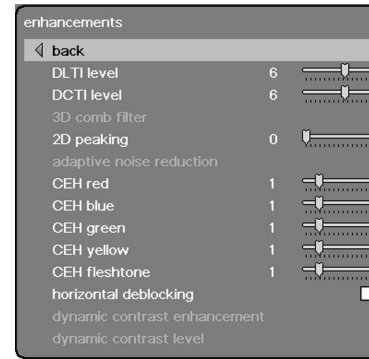 enhancements
back
DLTI level 6
DCTI level 6
3D comb filter
2D peaking 0
adaptive noise reduction
CEH red 1
CEH blue 1
CEH green 1
CEH yellow 1
CEH fleshtone 1
horizontal deblocking
dynamic contrast enhancement
dynamic contrast level